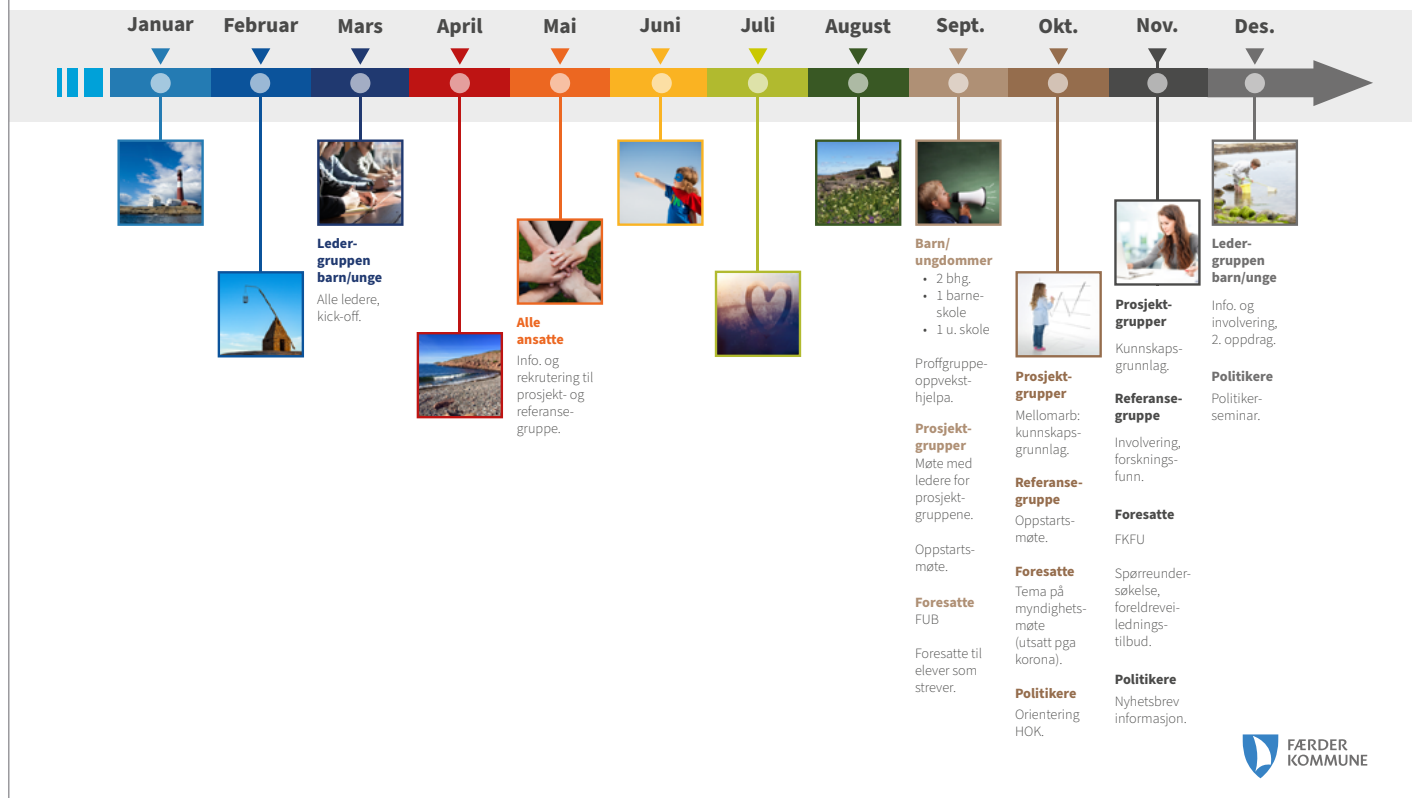 Januar
Februar
Mars
April
Mai
Juni
Juli
August
Sept.
Okt.
Nov.
Des.
Leder-
gruppen
barn/unge
Alle ledere,
kick-off.
Alle
ansatte
Info. og
rekrutering til
prosjekt- og
referanse-
gruppe.
Barn/
ungdommer
• 2 bhg.
• 1 barne-
skole
• 1 u. skole
Proffgruppe-
oppvekst-
hjelpa.
Prosjekt-
grupper
Møte med
ledere for
prosjekt-
gruppene.
Oppstarts-
møte.
Foresatte
FUB
Foresatte til
elever som
strever.
Prosjekt-
grupper
Mellomarb:
kunnskaps-
grunnlag.
Referanse-
gruppe
Oppstarts-
møte.
Foresatte
Tema på
myndighets-
møte
(utsatt pga
korona).
Politikere
Orientering
HOK.
Prosjekt-
grupper
Kunnskaps-
grunnlag.
Referanse-
gruppe
Involvering,
forsknings-
funn.
Foresatte
FKFU
Spørreunder-
søkelse,
foreldrevei-
lednings-
tilbud.
Politikere
Nyhetsbrev
informasjon.
Leder-
gruppen
barn/unge
Info. og
involvering,
2. oppdrag.
Politikere
Politiker-
seminar.
FÆRDER
KOMMUNE